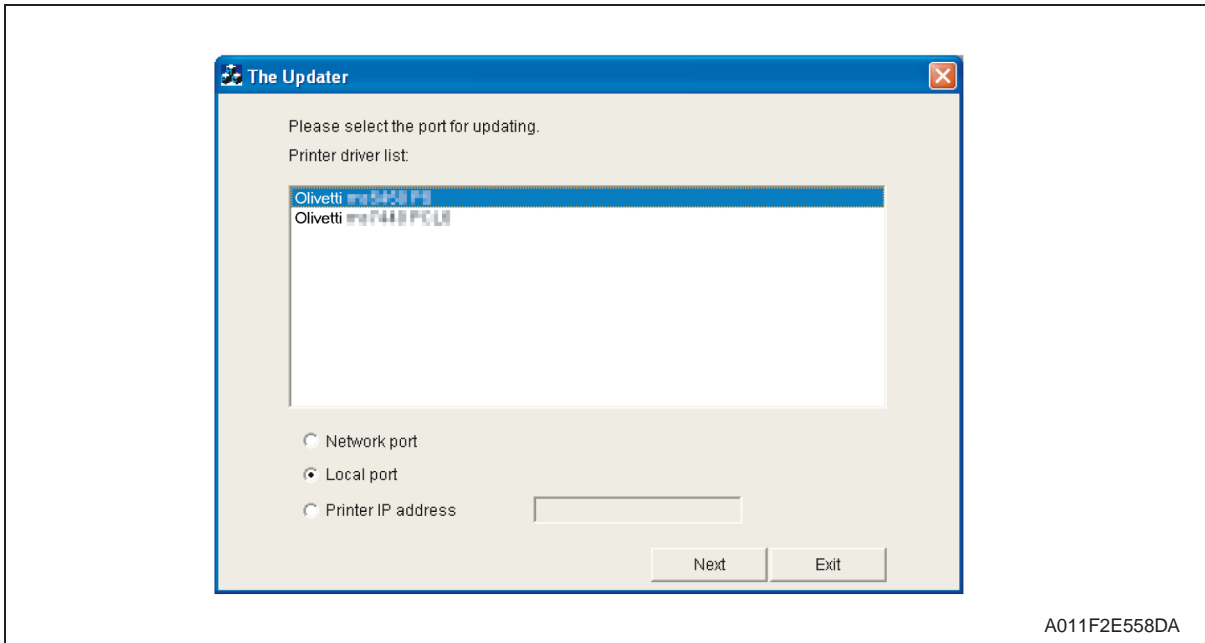 The Updater
Please select the port for updating.
Printer driver list:
Olivetti
Olivetti
Network port
Local port
Printer IP address
Next Exit
A011F2E558DA